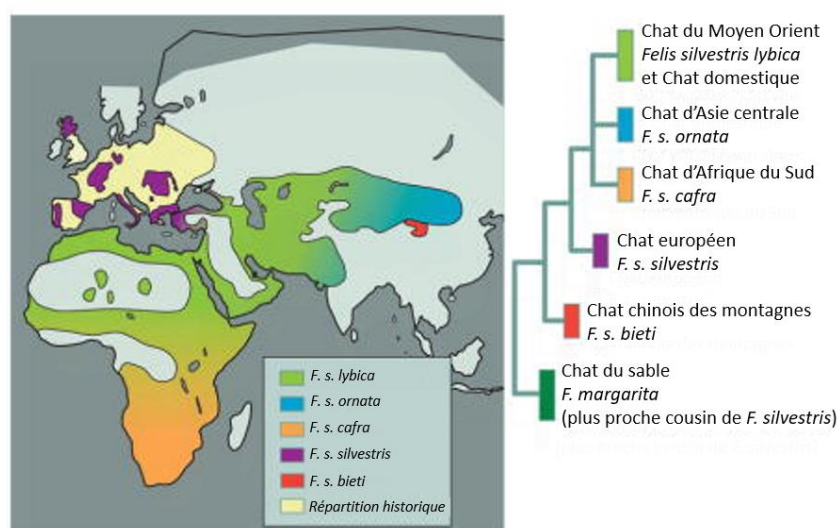 Chat du Moyen Orient
Felis silvestris lybica
et Chat domestique
Chat d'Asie centrale
F. s. ornata
Chat d'Afrique du Sud
F. s. cafra
Chat européen
F. s. silvestris
Chat chinois des montagnes
F. s. bieti
Chat du sable
F. margarita
(plus proche cousin de F. silvestris)
F. s. lybica
F. s. ornata
F. s. cafra
F. s. silvestris
F. s. bieti
Répartition historique